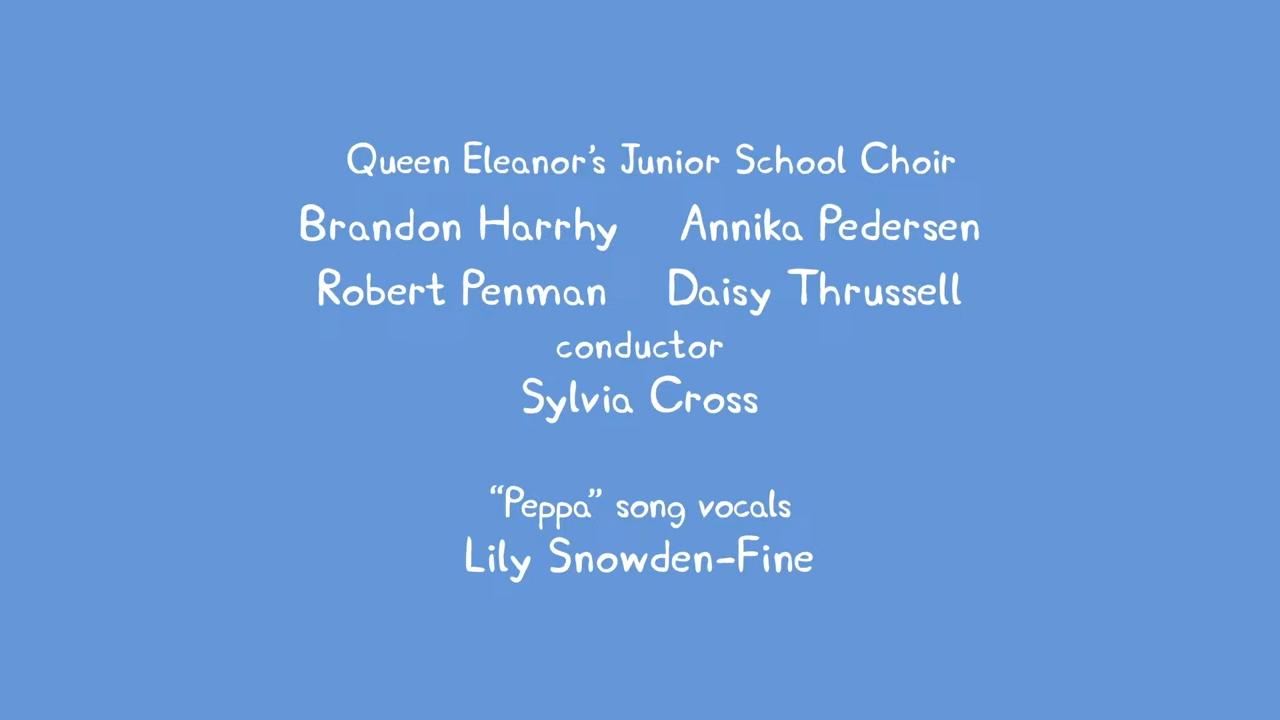 Queen Eleanor's Junior School Choir
Brandon Harrhy Annika Pedersen
Robert Penman Daisy Thrussell
conductor
Sylvia Cross
“Peppa” song vocals
Lily Snowden-Fine